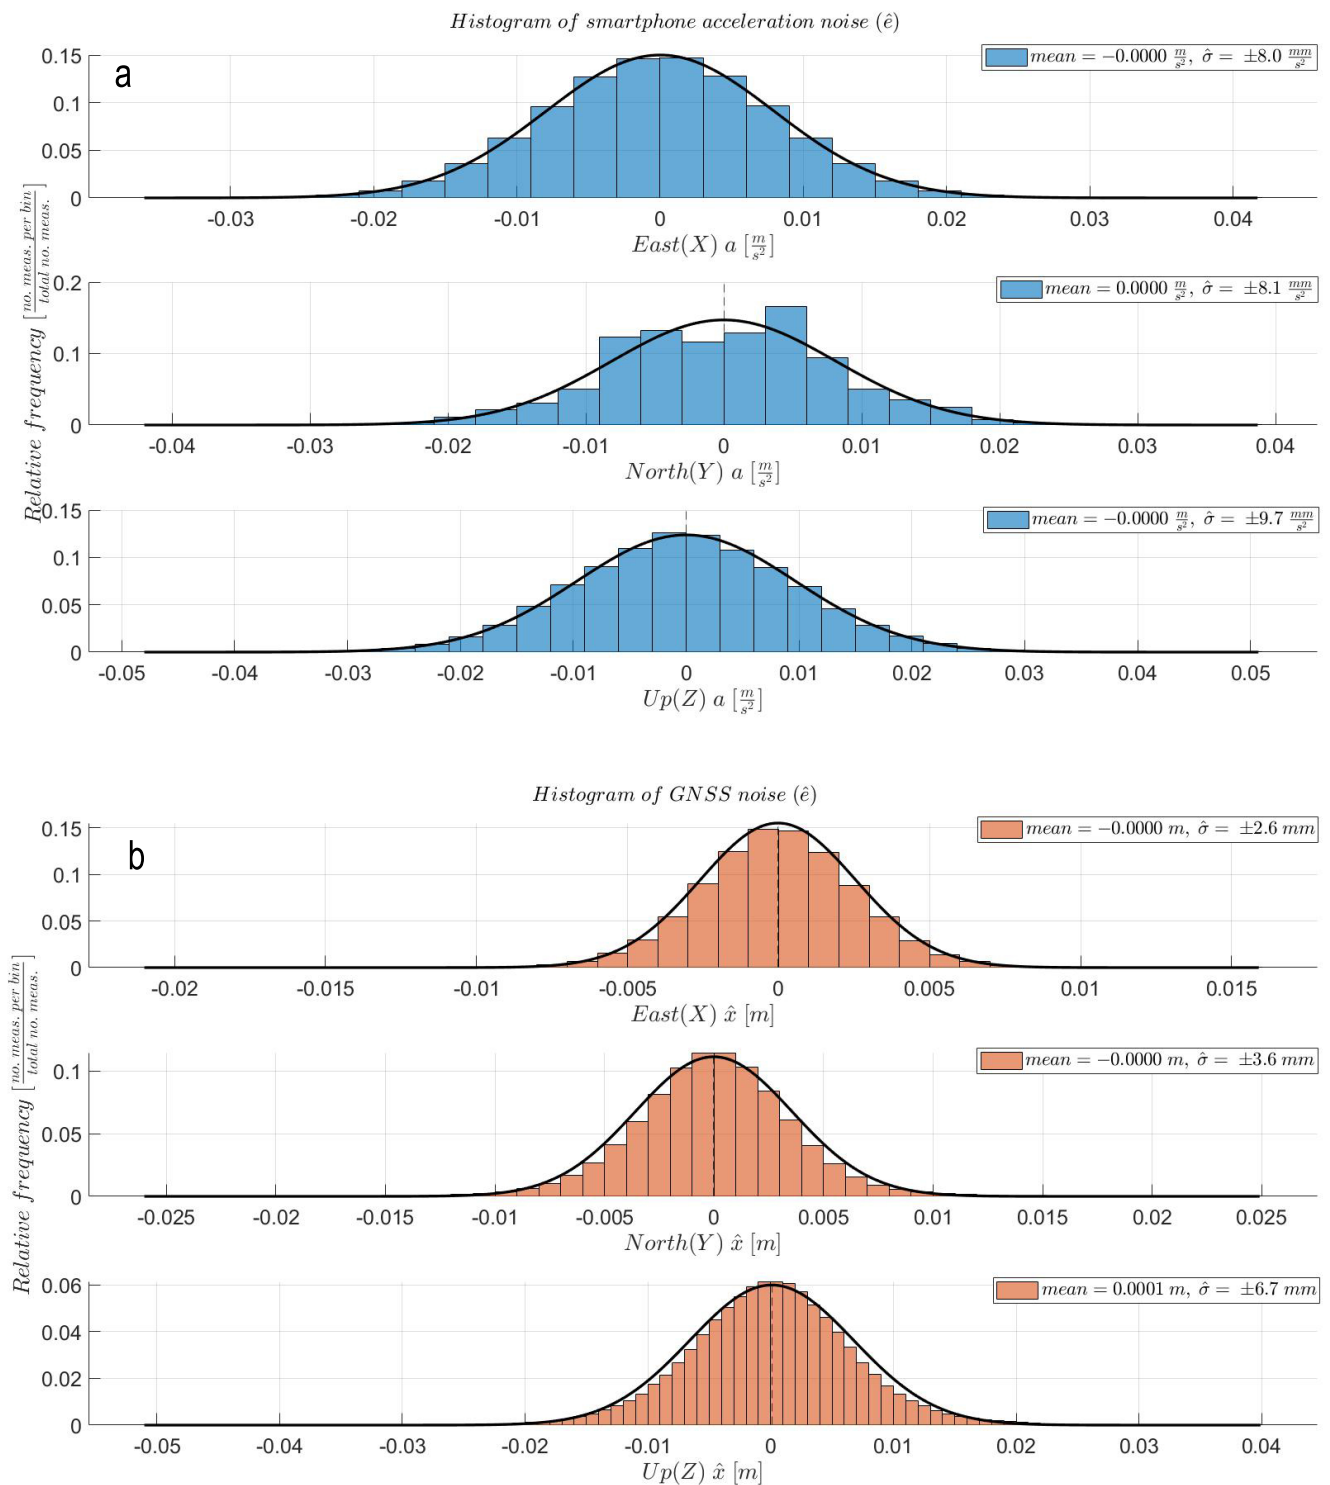 Histogram of smartphone acceleration noise (ê)
a
mean = −0.0000 m/s², σ̂ = ±8.0 mm/s²
0.15
0.1
0.05
0
-0.03 -0.02 -0.01 0 0.01 0.02 0.03 0.04
East(X) a [m/s²]
Relative frequency [no. meas. per bin / total no. meas.]
mean = 0.0000 m/s², σ̂ = ±8.1 mm/s²
0.2
0.1
0
-0.04 -0.03 -0.02 -0.01 0 0.01 0.02 0.03 0.04
North(Y) a [m/s²]
mean = −0.0000 m/s², σ̂ = ±9.7 mm/s²
0.15
0.1
0.05
0
-0.05 -0.04 -0.03 -0.02 -0.01 0 0.01 0.02 0.03 0.04 0.05
Up(Z) a [m/s²]
Histogram of GNSS noise (ê)
b
mean = −0.0000 m, σ̂ = ±2.6 mm
0.15
0.1
0.05
0
-0.02 -0.015 -0.01 -0.005 0 0.005 0.01 0.015
East(X) x̂ [m]
Relative frequency [no. meas. per bin / total no. meas.]
mean = −0.0000 m, σ̂ = ±3.6 mm
0.1
0.05
0
-0.025 -0.02 -0.015 -0.01 -0.005 0 0.005 0.01 0.015 0.02 0.025
North(Y) x̂ [m]
mean = 0.0001 m, σ̂ = ±6.7 mm
0.06
0.04
0.02
0
-0.05 -0.04 -0.03 -0.02 -0.01 0 0.01 0.02 0.03 0.04
Up(Z) x̂ [m]